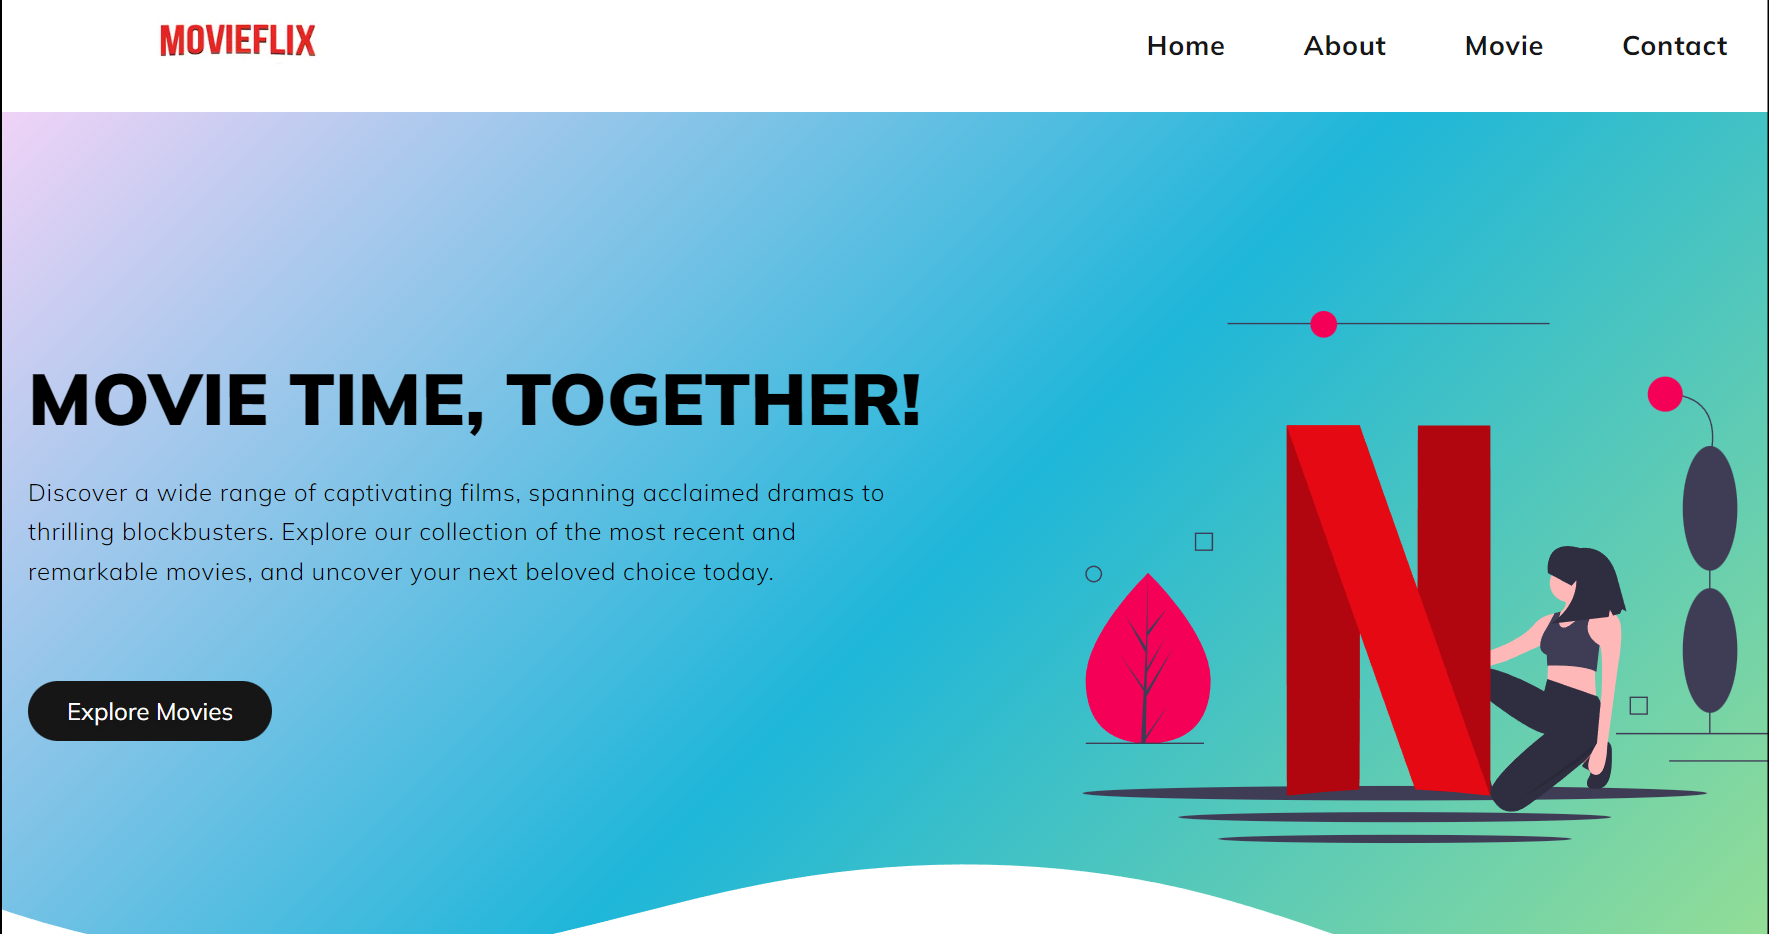 MOVIEFLIX
Home About Movie Contact
MOVIE TIME, TOGETHER!
Discover a wide range of captivating films, spanning acclaimed dramas to
thrilling blockbusters. Explore our collection of the most recent and
remarkable movies, and uncover your next beloved choice today.
Explore Movies
N